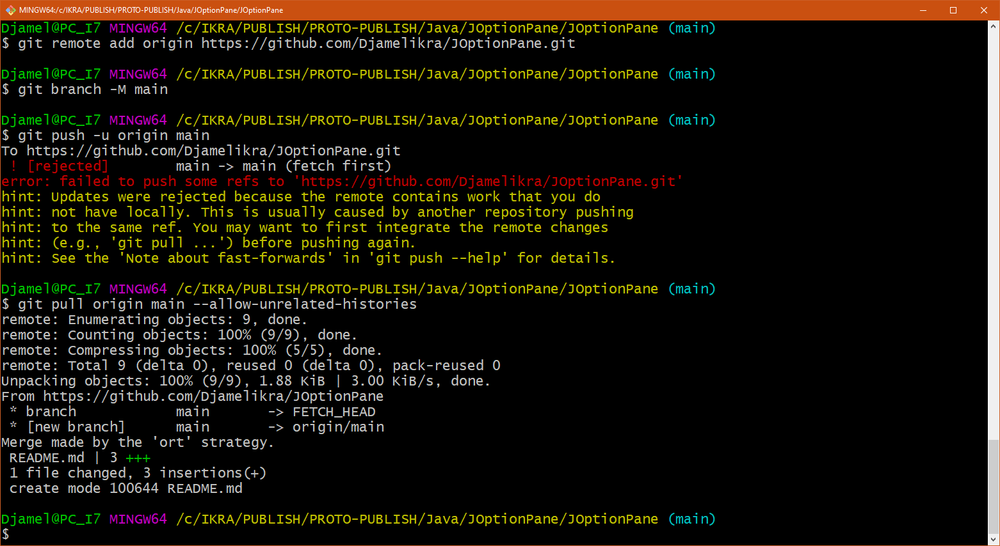 MINGW64:/c/IKRA/PUBLISH/PROTO-PUBLISH/Java/JOptionPane/JOptionPane
Djamel@PC_I7 MINGW64 /c/IKRA/PUBLISH/PROTO-PUBLISH/Java/JOptionPane/JOptionPane (main)
$ git remote add origin https://github.com/Djamelikra/JOptionPane.git
Djamel@PC_I7 MINGW64 /c/IKRA/PUBLISH/PROTO-PUBLISH/Java/JOptionPane/JOptionPane (main)
$ git branch -M main
Djamel@PC_I7 MINGW64 /c/IKRA/PUBLISH/PROTO-PUBLISH/Java/JOptionPane/JOptionPane (main)
$ git push -u origin main
To https://github.com/Djamelikra/JOptionPane.git
 ! [rejected]        main -> main (fetch first)
error: failed to push some refs to 'https://github.com/Djamelikra/JOptionPane.git'
hint: Updates were rejected because the remote contains work that you do
hint: not have locally. This is usually caused by another repository pushing
hint: to the same ref. You may want to first integrate the remote changes
hint: (e.g., 'git pull ...') before pushing again.
hint: See the 'Note about fast-forwards' in 'git push --help' for details.
Djamel@PC_I7 MINGW64 /c/IKRA/PUBLISH/PROTO-PUBLISH/Java/JOptionPane/JOptionPane (main)
$ git pull origin main --allow-unrelated-histories
remote: Enumerating objects: 9, done.
remote: Counting objects: 100% (9/9), done.
remote: Compressing objects: 100% (5/5), done.
remote: Total 9 (delta 0), reused 0 (delta 0), pack-reused 0
Unpacking objects: 100% (9/9), 1.88 KiB | 3.00 KiB/s, done.
From https://github.com/Djamelikra/JOptionPane
 * branch            main       -> FETCH_HEAD
 * [new branch]      main       -> origin/main
Merge made by the 'ort' strategy.
 README.md | 3 +++
 1 file changed, 3 insertions(+)
 create mode 100644 README.md
Djamel@PC_I7 MINGW64 /c/IKRA/PUBLISH/PROTO-PUBLISH/Java/JOptionPane/JOptionPane (main)
$